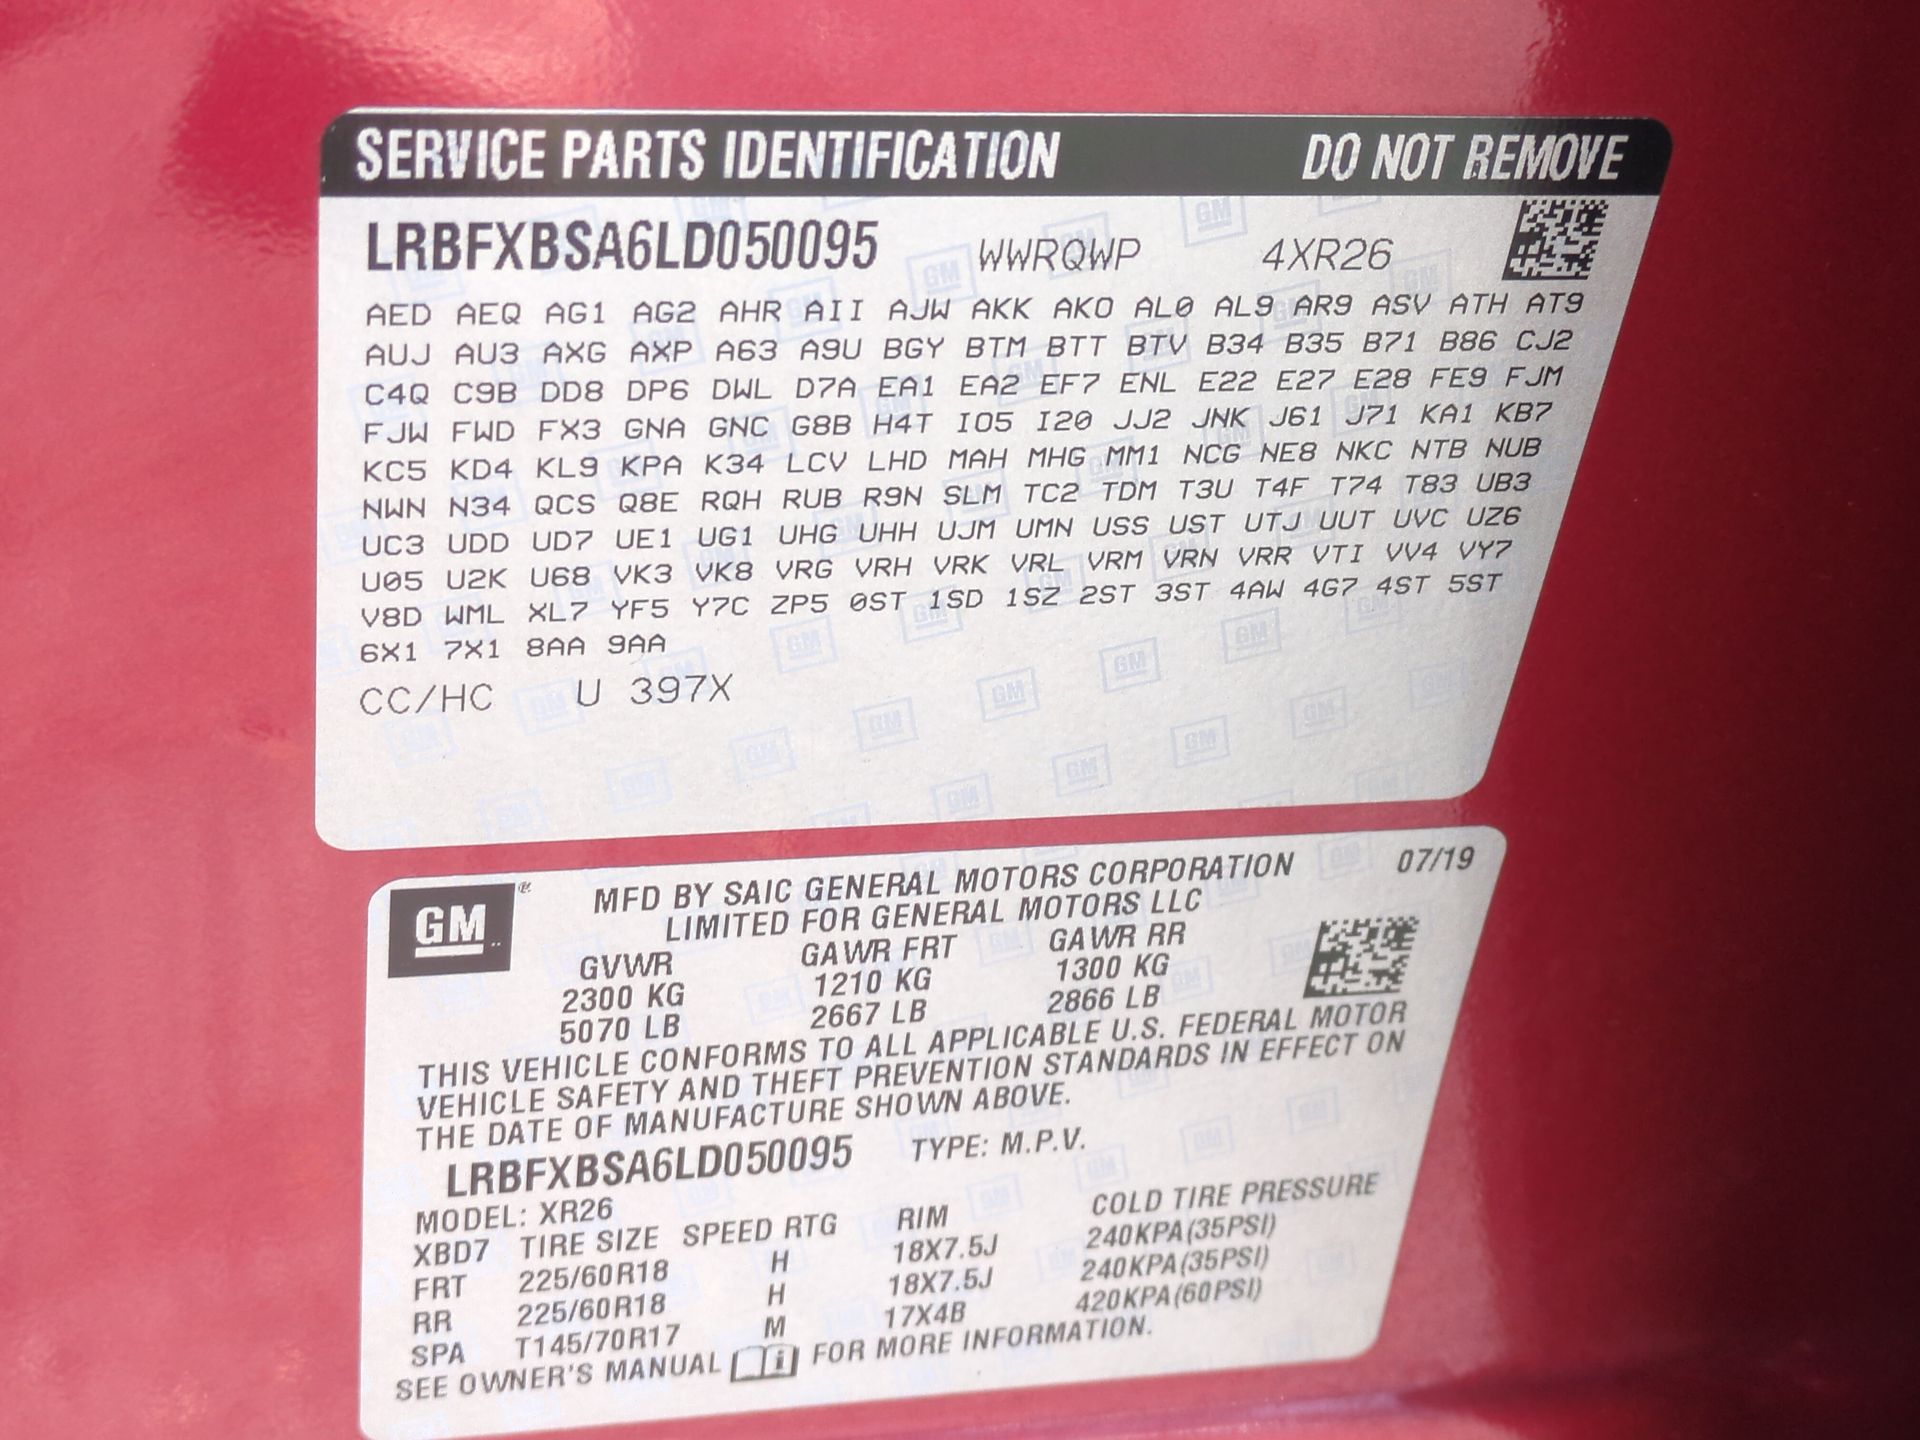 SERVICE PARTS IDENTIFICATION DO NOT REMOVE
LRBFXBSA6LD050095 WWRQWP 4XR26
AED AEQ AG1 AG2 AHR AII AJW AKK AKO AL0 AL9 AR9 ASV ATH AT9
AUJ AU3 AXG AXP A63 A9U BGY BTM BTT BTV B34 B35 B71 B86 CJ2
C4Q C9B DD8 DP6 DWL D7A EA1 EA2 EF7 ENL E22 E27 E28 FE9 FJM
FJW FWD FX3 GNA GNC G8B H4T IO5 I20 JJ2 JNK J61 J71 KA1 KB7
KC5 KD4 KL9 KPA K34 LCV LHD MAH MHG MM1 NCG NE8 NKC NTB NUB
NWN N34 QCS Q8E RQH RUB R9N SLM TC2 TDM T3U T4F T74 T83 UB3
UC3 UDD UD7 UE1 UG1 UHG UHH UJM UMN USS UST UTJ UUT UVC UZ6
U05 U2K U68 VK3 VK8 VRG VRH VRK VRL VRM VRN VRR VTI VV4 VY7
V8D WML XL7 YF5 Y7C ZP5 0ST 1SD 1SZ 2ST 3ST 4AW 4G7 4ST 5ST
6X1 7X1 8AA 9AA
CC/HC U 397X
GM ® MFD BY SAIC GENERAL MOTORS CORPORATION 07/19
LIMITED FOR GENERAL MOTORS LLC
GVWR GAWR FRT GAWR RR
2300 KG 1210 KG 1300 KG
5070 LB 2667 LB 2866 LB
THIS VEHICLE CONFORMS TO ALL APPLICABLE U.S. FEDERAL MOTOR
VEHICLE SAFETY AND THEFT PREVENTION STANDARDS IN EFFECT ON
THE DATE OF MANUFACTURE SHOWN ABOVE.
LRBFXBSA6LD050095 TYPE: M.P.V.
MODEL: XR26
XBD7 TIRE SIZE SPEED RTG RIM COLD TIRE PRESSURE
FRT 225/60R18 H 18X7.5J 240KPA(35PSI)
RR 225/60R18 H 18X7.5J 240KPA(35PSI)
SPA T145/70R17 M 17X4B 420KPA(60PSI)
SEE OWNER'S MANUAL i FOR MORE INFORMATION.